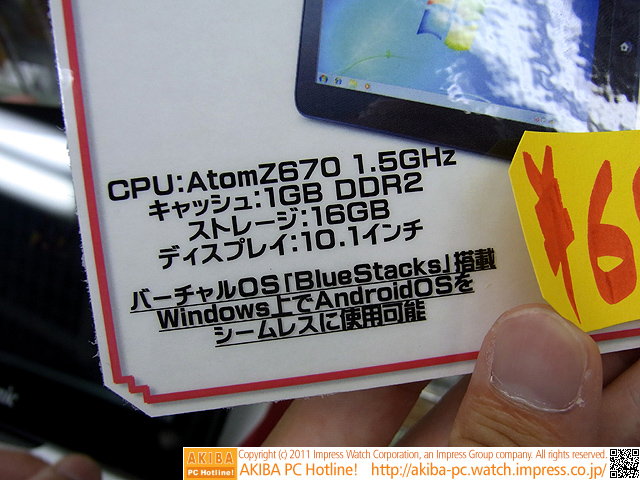 CPU:AtomZ670 1.5GHz
キャッシュ:1GB DDR2
ストレージ:16GB
ディスプレイ:10.1インチ
バーチャルOS「BlueStacks」搭載
Windows上でAndroidOSを
シームレスに使用可能
¥6
AKIBA
PC Hotline!
Copyright (c) 2011 Impress Watch Corporation, an Impress Group company. All rights reserved.
AKIBA PC Hotline! http://akiba-pc.watch.impress.co.jp/